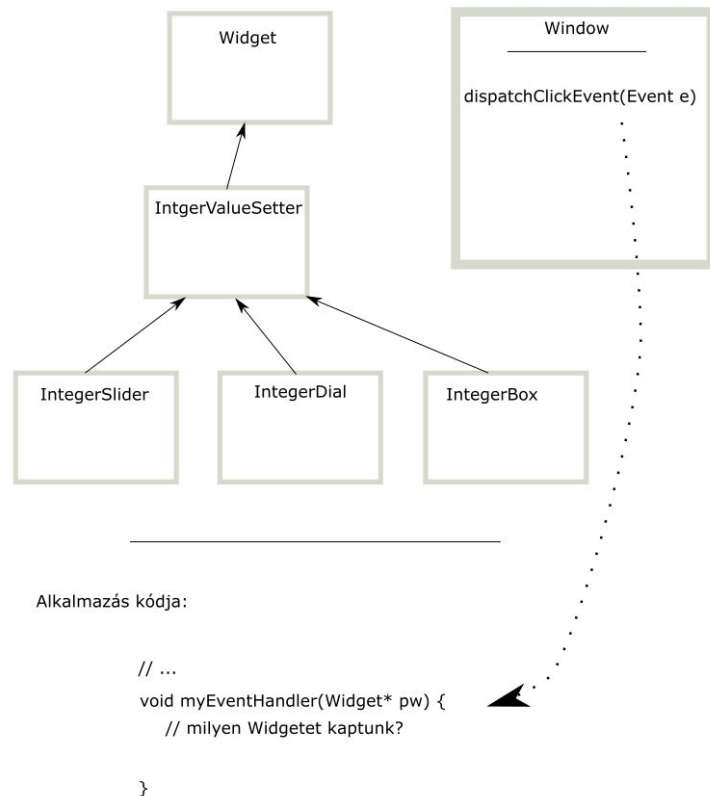 Widget
Window
dispatchClickEvent(Event e)
IntgerValueSetter
IntegerSlider
IntegerDial
IntegerBox
Alkalmazás kódja:
// ...
void myEventHandler(Widget* pw) {
// milyen Widgetet kaptunk?
}